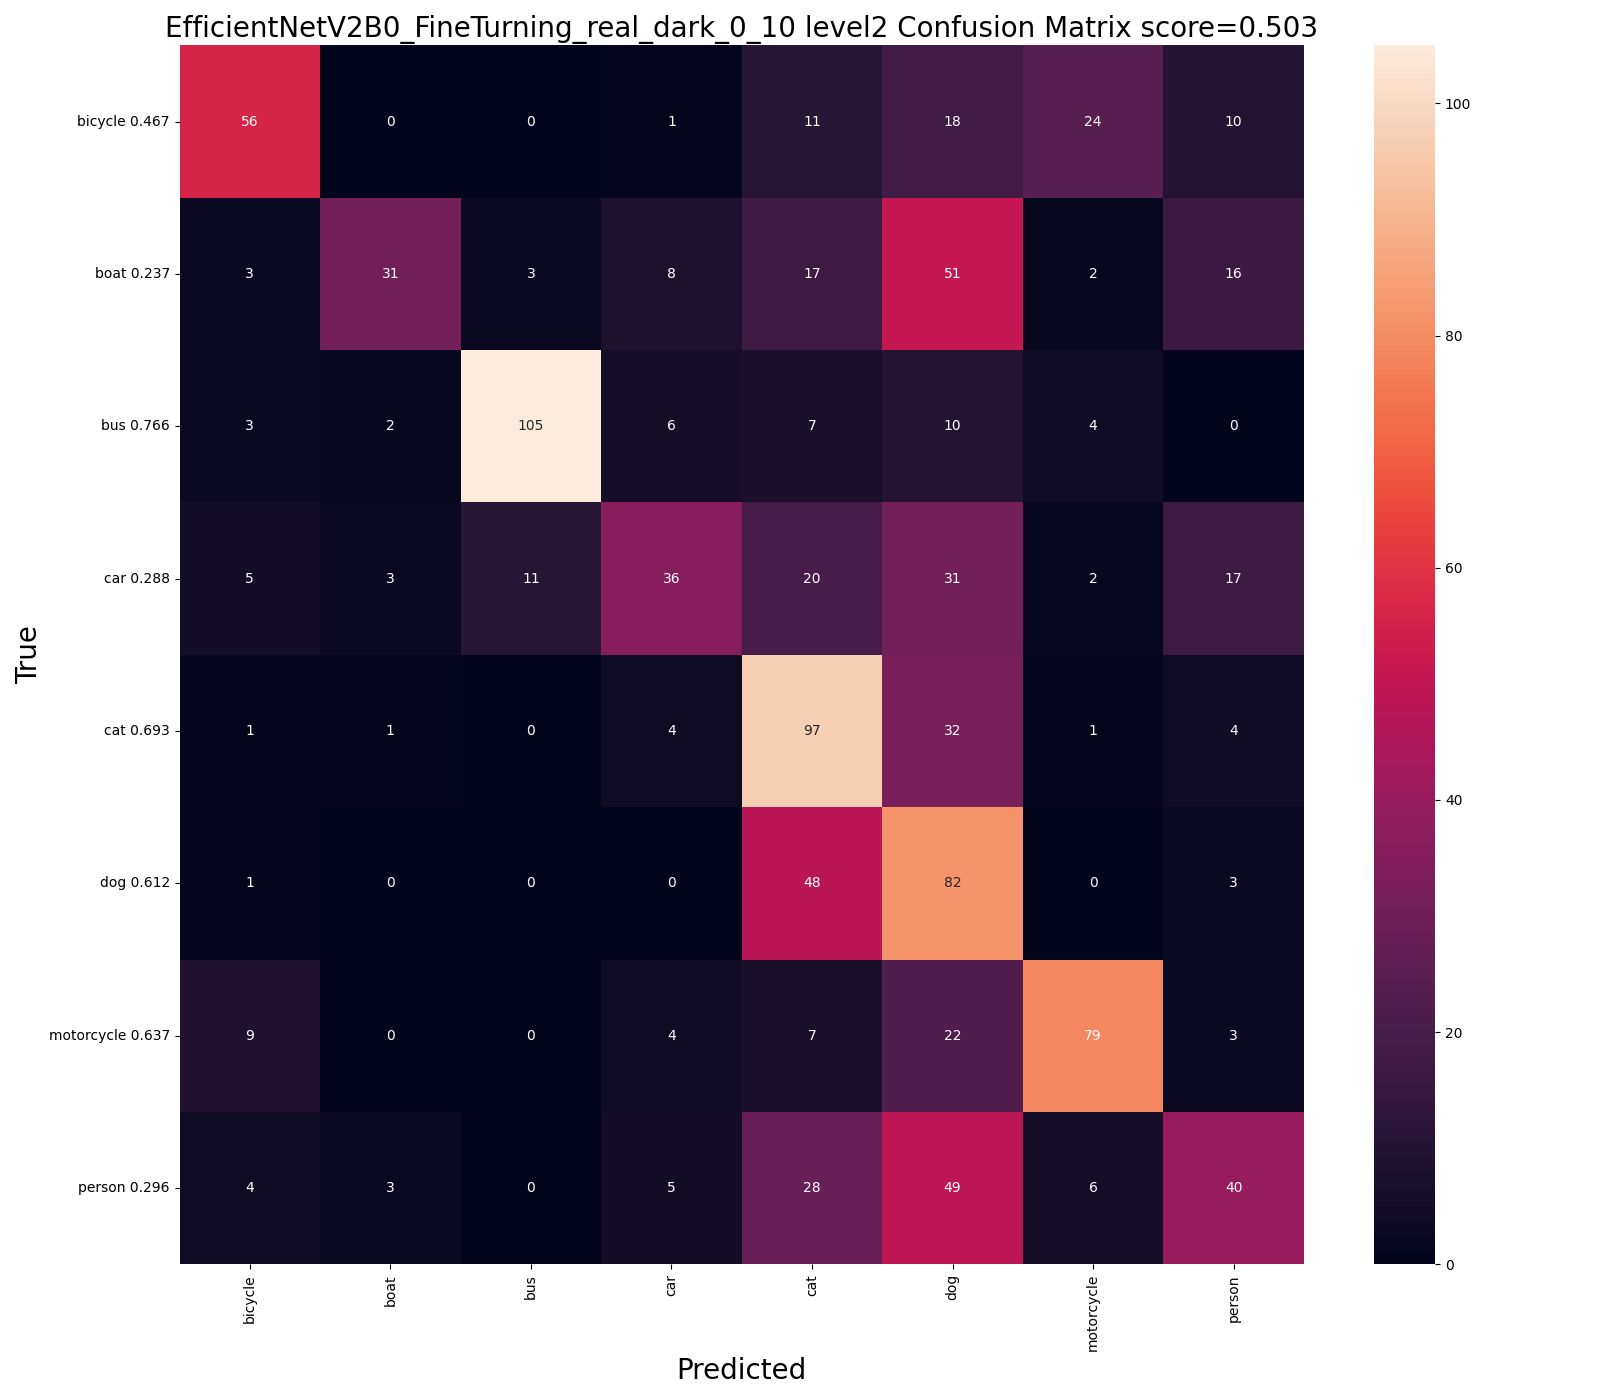 EfficientNetV2B0_FineTurning_real_dark_0_10 level2 Confusion Matrix score=0.503
bicycle 0.467 56 0 0 1 11 18 24 10
boat 0.237 3 31 3 8 17 51 2 16
bus 0.766 3 2 105 6 7 10 4 0
car 0.288 5 3 11 36 20 31 2 17
cat 0.693 1 1 0 4 97 32 1 4
dog 0.612 1 0 0 0 48 82 0 3
motorcycle 0.637 9 0 0 4 7 22 79 3
person 0.296 4 3 0 5 28 49 6 40
bicycle boat bus car cat dog motorcycle person
Predicted
True
100
80
60
40
20
0